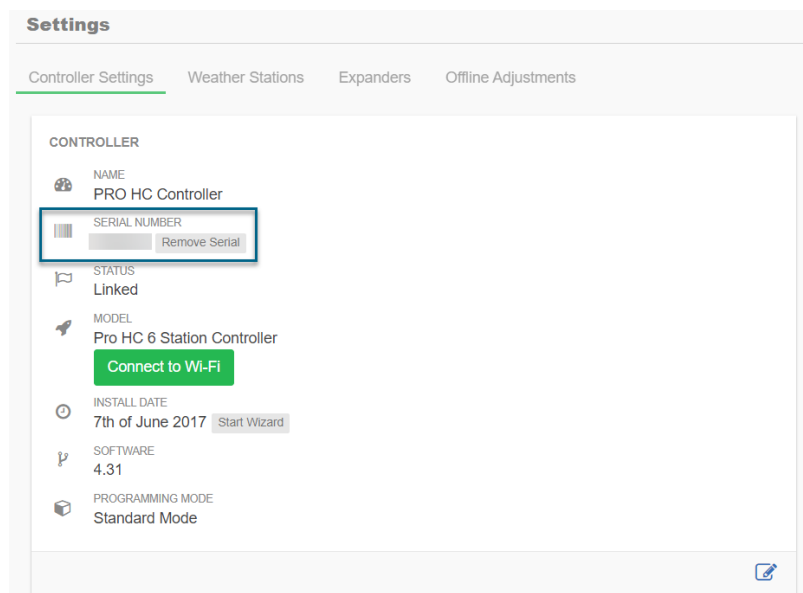 Settings
Controller Settings Weather Stations Expanders Offline Adjustments
CONTROLLER
NAME
PRO HC Controller
SERIAL NUMBER
Remove Serial
STATUS
Linked
MODEL
Pro HC 6 Station Controller
Connect to Wi-Fi
INSTALL DATE
7th of June 2017 Start Wizard
SOFTWARE
4.31
PROGRAMMING MODE
Standard Mode